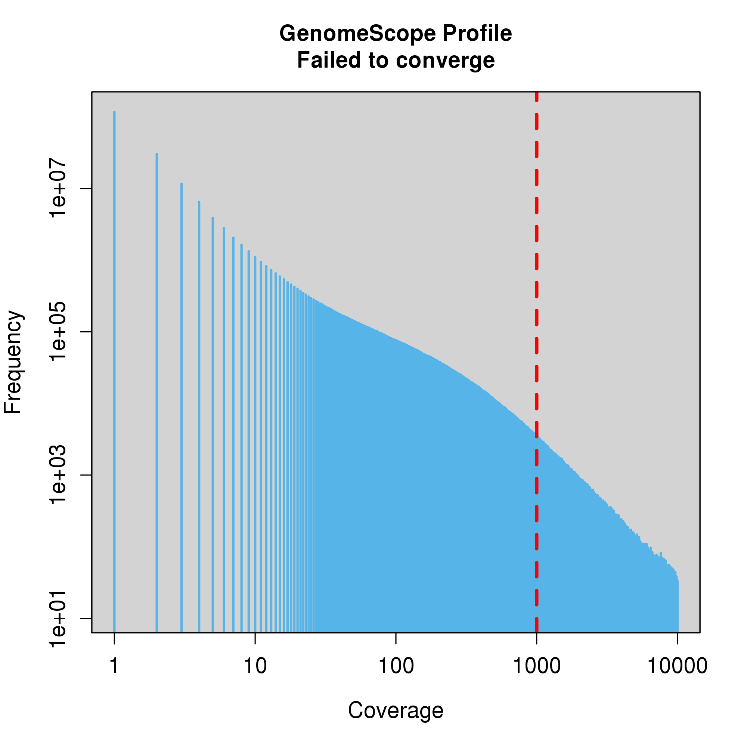 GenomeScope Profile
Failed to converge
Frequency
1e+07
1e+05
1e+03
1e+01
1 10 100 1000 10000
Coverage